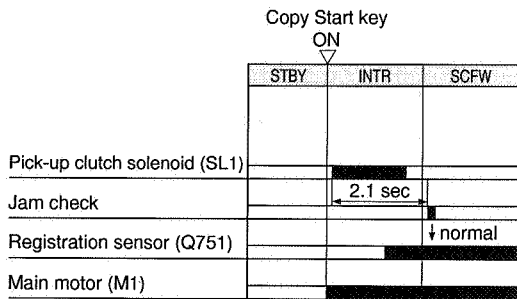 Copy Start key
ON
STBY INTR SCFW
Pick-up clutch solenoid (SL1)
2.1 sec
Jam check
normal
Registration sensor (Q751)
Main motor (M1)